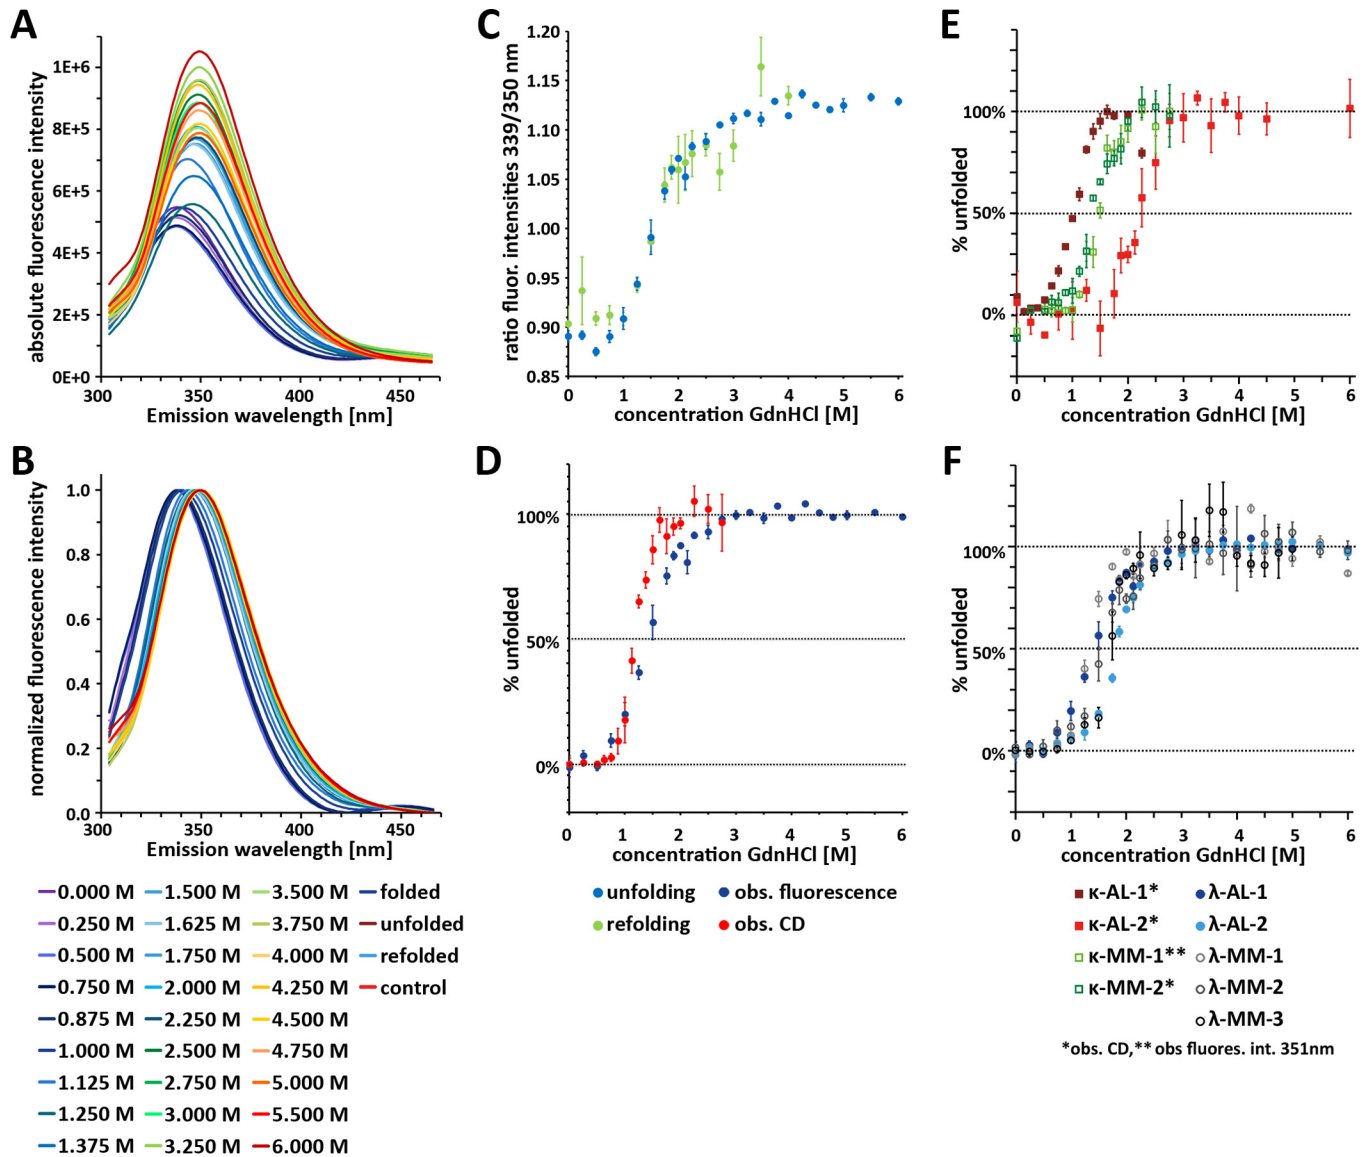 A
1E+6
8E+5
6E+5
4E+5
2E+5
0E+0
absolute fluorescence intensity
300 350 400 450
Emission wavelength [nm]
B
1.0
0.8
0.6
0.4
0.2
0.0
normalized fluorescence intensity
300 350 400 450
Emission wavelength [nm]
C
1.20
1.15
1.10
1.05
1.00
0.95
0.90
0.85
ratio fluor. intensities 339/350 nm
0 1 2 3 4 5 6
concentration GdnHCl [M]
D
100%
50%
0%
% unfolded
0 1 2 3 4 5 6
concentration GdnHCl [M]
E
100%
50%
0%
% unfolded
0 1 2 3 4 5 6
concentration GdnHCl [M]
F
100%
50%
0%
% unfolded
0 1 2 3 4 5 6
concentration GdnHCl [M]
0.000 M
0.250 M
0.500 M
0.750 M
0.875 M
1.000 M
1.125 M
1.250 M
1.375 M
1.500 M
1.625 M
1.750 M
2.000 M
2.250 M
2.500 M
2.750 M
3.000 M
3.250 M
3.500 M
3.750 M
4.000 M
4.250 M
4.500 M
4.750 M
5.000 M
5.500 M
6.000 M
folded
unfolded
refolded
control
unfolding
refolding
obs. fluorescence
obs. CD
κ-AL-1*
κ-AL-2*
κ-MM-1**
κ-MM-2*
λ-AL-1
λ-AL-2
λ-MM-1
λ-MM-2
λ-MM-3
*obs. CD,** obs fluores. int. 351nm